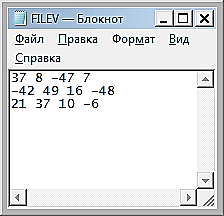 FILEV — Блокнот
Файл Правка Формат Вид
Справка
37 8 -47 7
-42 49 16 -48
21 37 10 -6